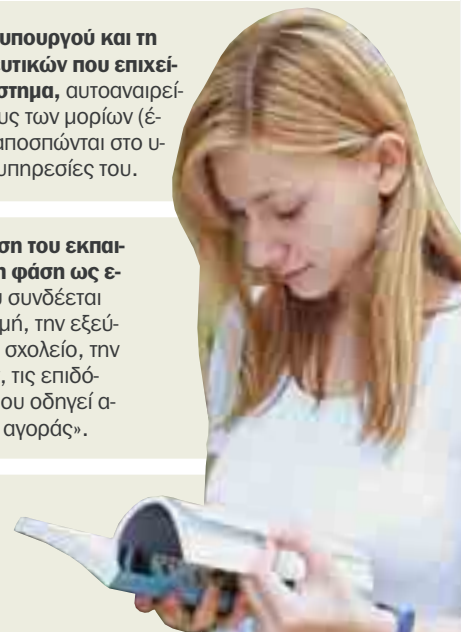 υπουργού και τη
υτικών που επιχεί-
στημα, αυτοαναιρεί-
υς των μορίων (έ-
αποσπώνται στο υ-
υπηρεσίες του.
ση του εκπαι-
η φάση ως ε-
υ συνδέεται
μή, την εξεύ-
σχολείο, την
, τις επιδό-
ου οδηγεί α-
αγοράς».